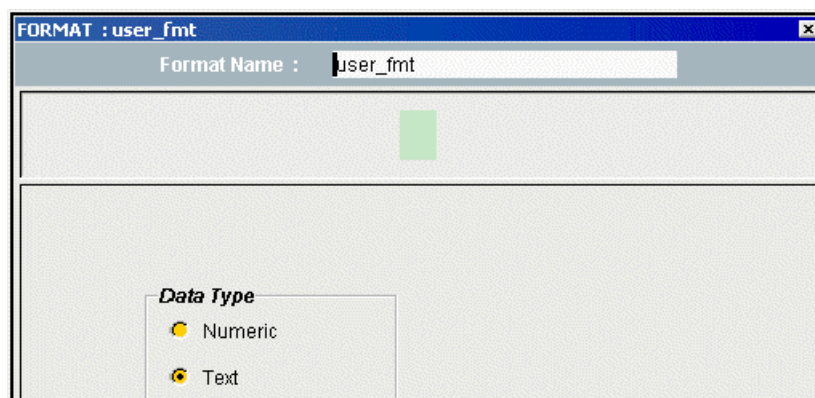 FORMAT : user_fmt
Format Name : user_fmt
Data Type
Numeric
Text